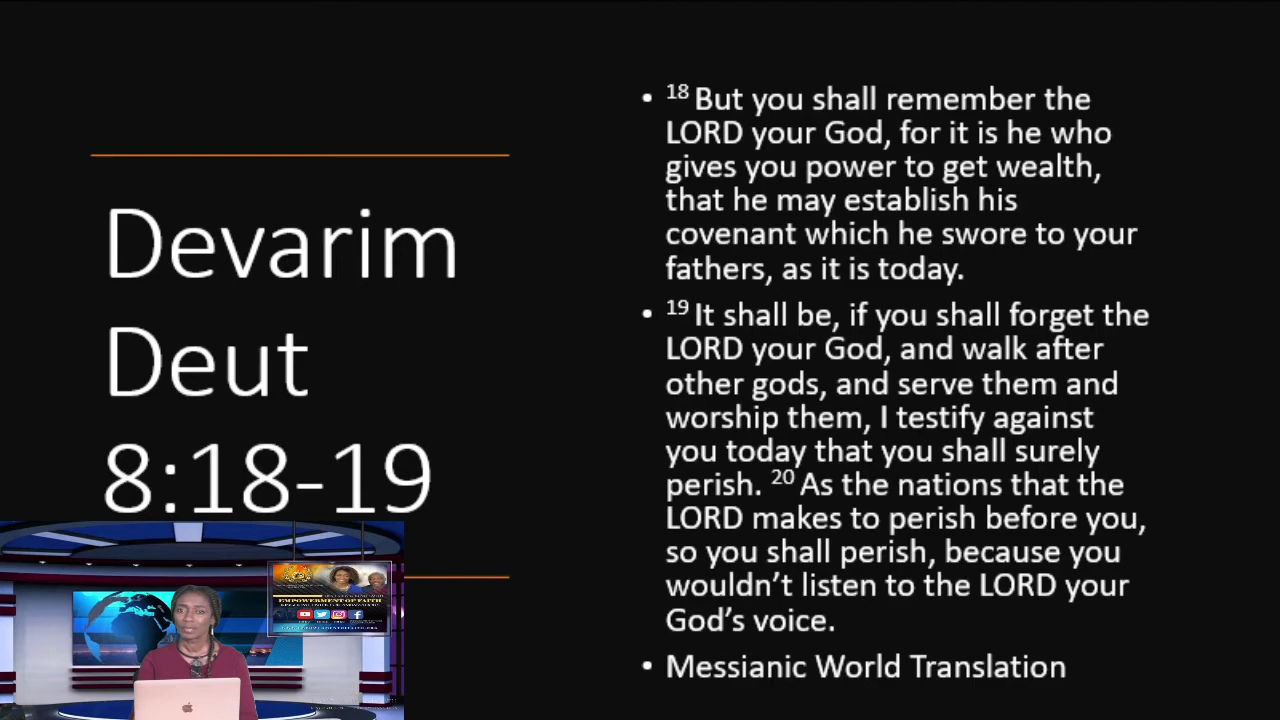 Devarim
Deut
8:18-19
• 18 But you shall remember the
LORD your God, for it is he who
gives you power to get wealth,
that he may establish his
covenant which he swore to your
fathers, as it is today.
• 19 It shall be, if you shall forget the
LORD your God, and walk after
other gods, and serve them and
worship them, I testify against
you today that you shall surely
perish. 20 As the nations that the
LORD makes to perish before you,
so you shall perish, because you
wouldn’t listen to the LORD your
God’s voice.
• Messianic World Translation
EMPOWERMENT OF FAITH